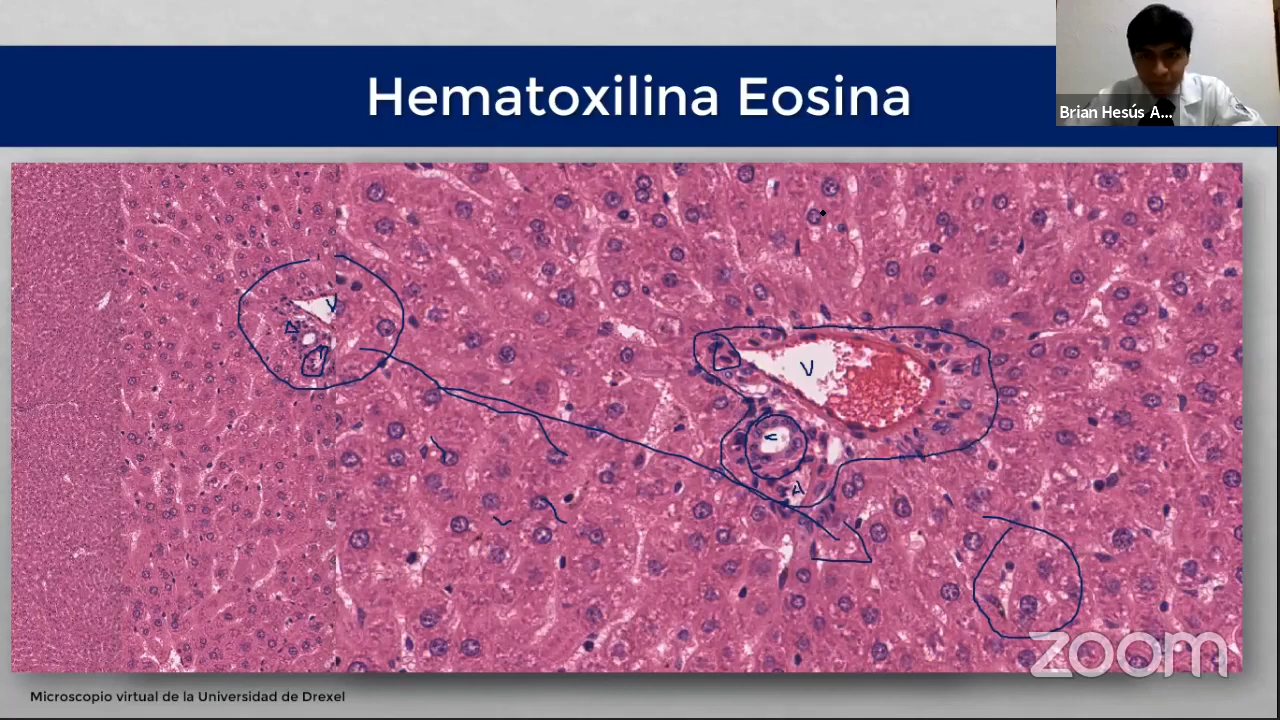 Hematoxilina Eosina
Brian Hesús A...
V
V
A
zoom
Microscopio virtual de la Universidad de Drexel